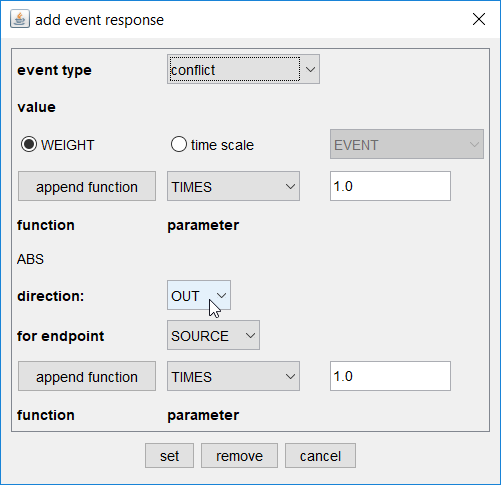 add event response
event type conflict
value
WEIGHT time scale EVENT
append function TIMES 1.0
function parameter
ABS
direction: OUT
for endpoint SOURCE
append function TIMES 1.0
function parameter
set remove cancel